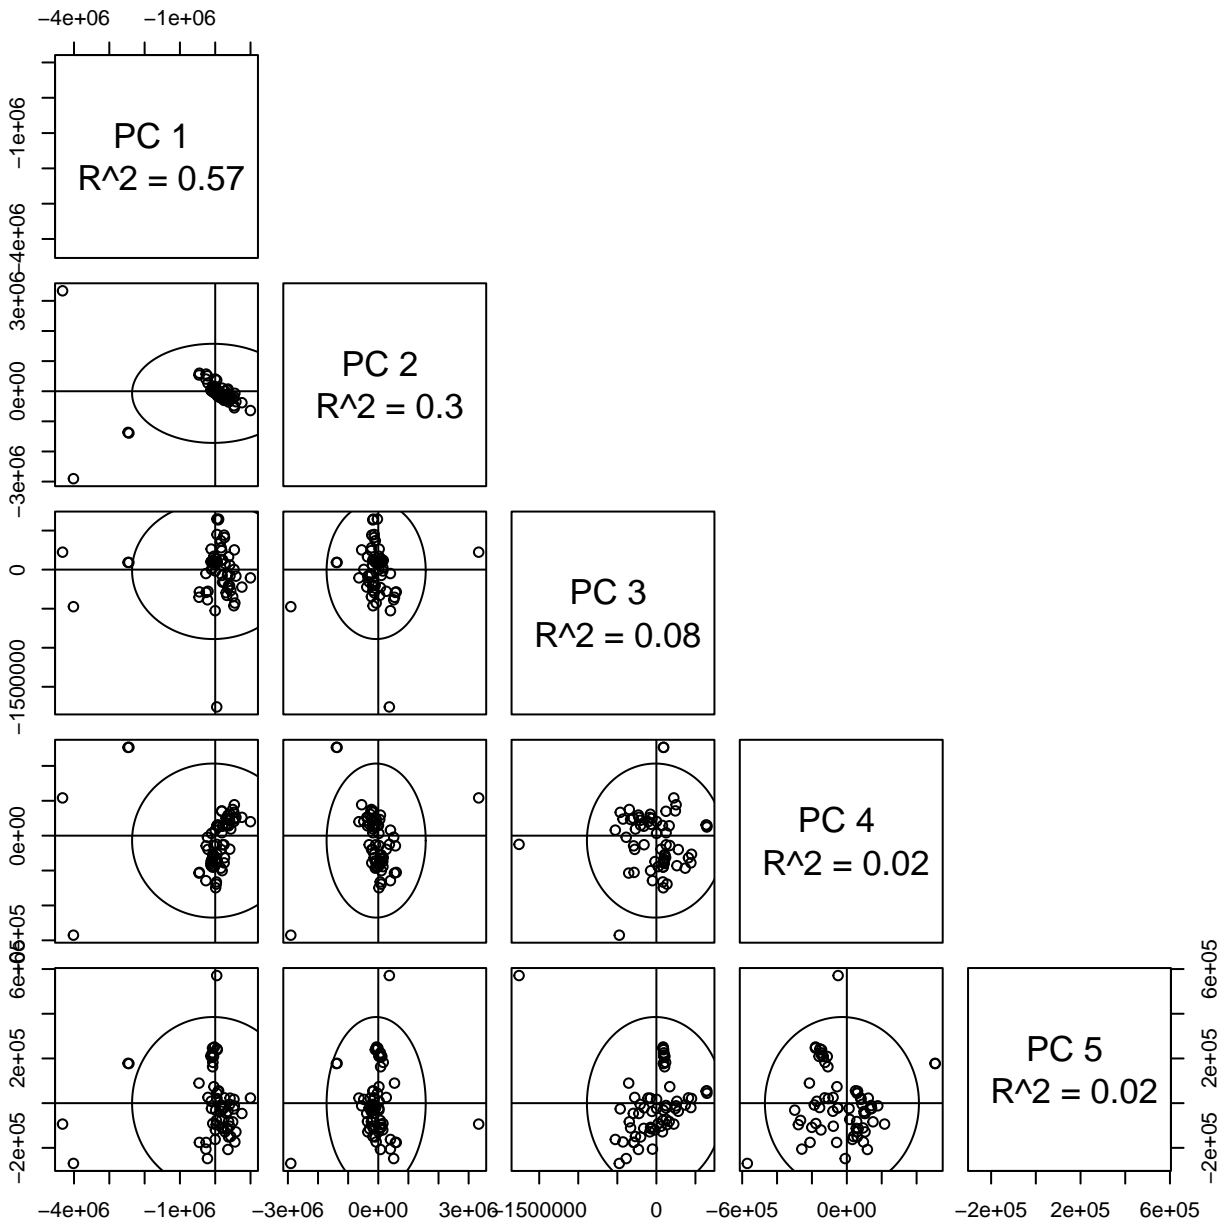 −4e+06 −1e+06
−4e+06 −1e+06
PC 1
R^2 = 0.57
−3e+06 0e+00 3e+06
PC 2
R^2 = 0.3
−1500000 0
PC 3
R^2 = 0.08
−6e+05 0e+00
PC 4
R^2 = 0.02
−2e+05 2e+05 6e+05
PC 5
R^2 = 0.02
−2e+05 2e+05 6e+05
−4e+06 −1e+06 −3e+06 0e+00 3e+06 −1500000 0 −6e+05 0e+00 −2e+05 2e+05 6e+05